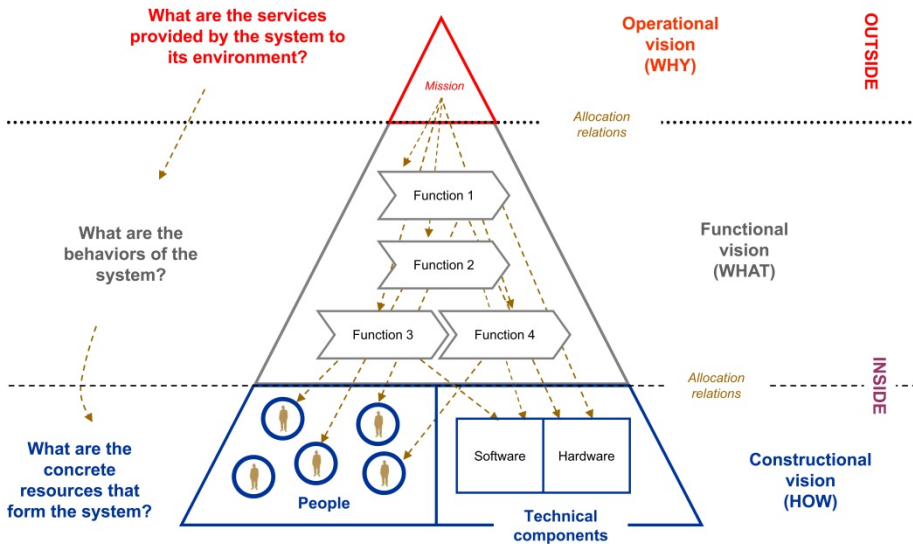 What are the services
provided by the system to
its environment?
Operational
vision
(WHY)
OUTSIDE
Mission
Allocation
relations
Function 1
What are the
behaviors of the
system?
Functional
vision
(WHAT)
Function 2
Function 3
Function 4
INSIDE
Allocation
relations
What are the
concrete
resources that
form the system?
Software
Hardware
Constructional
vision
(HOW)
People
Technical
components